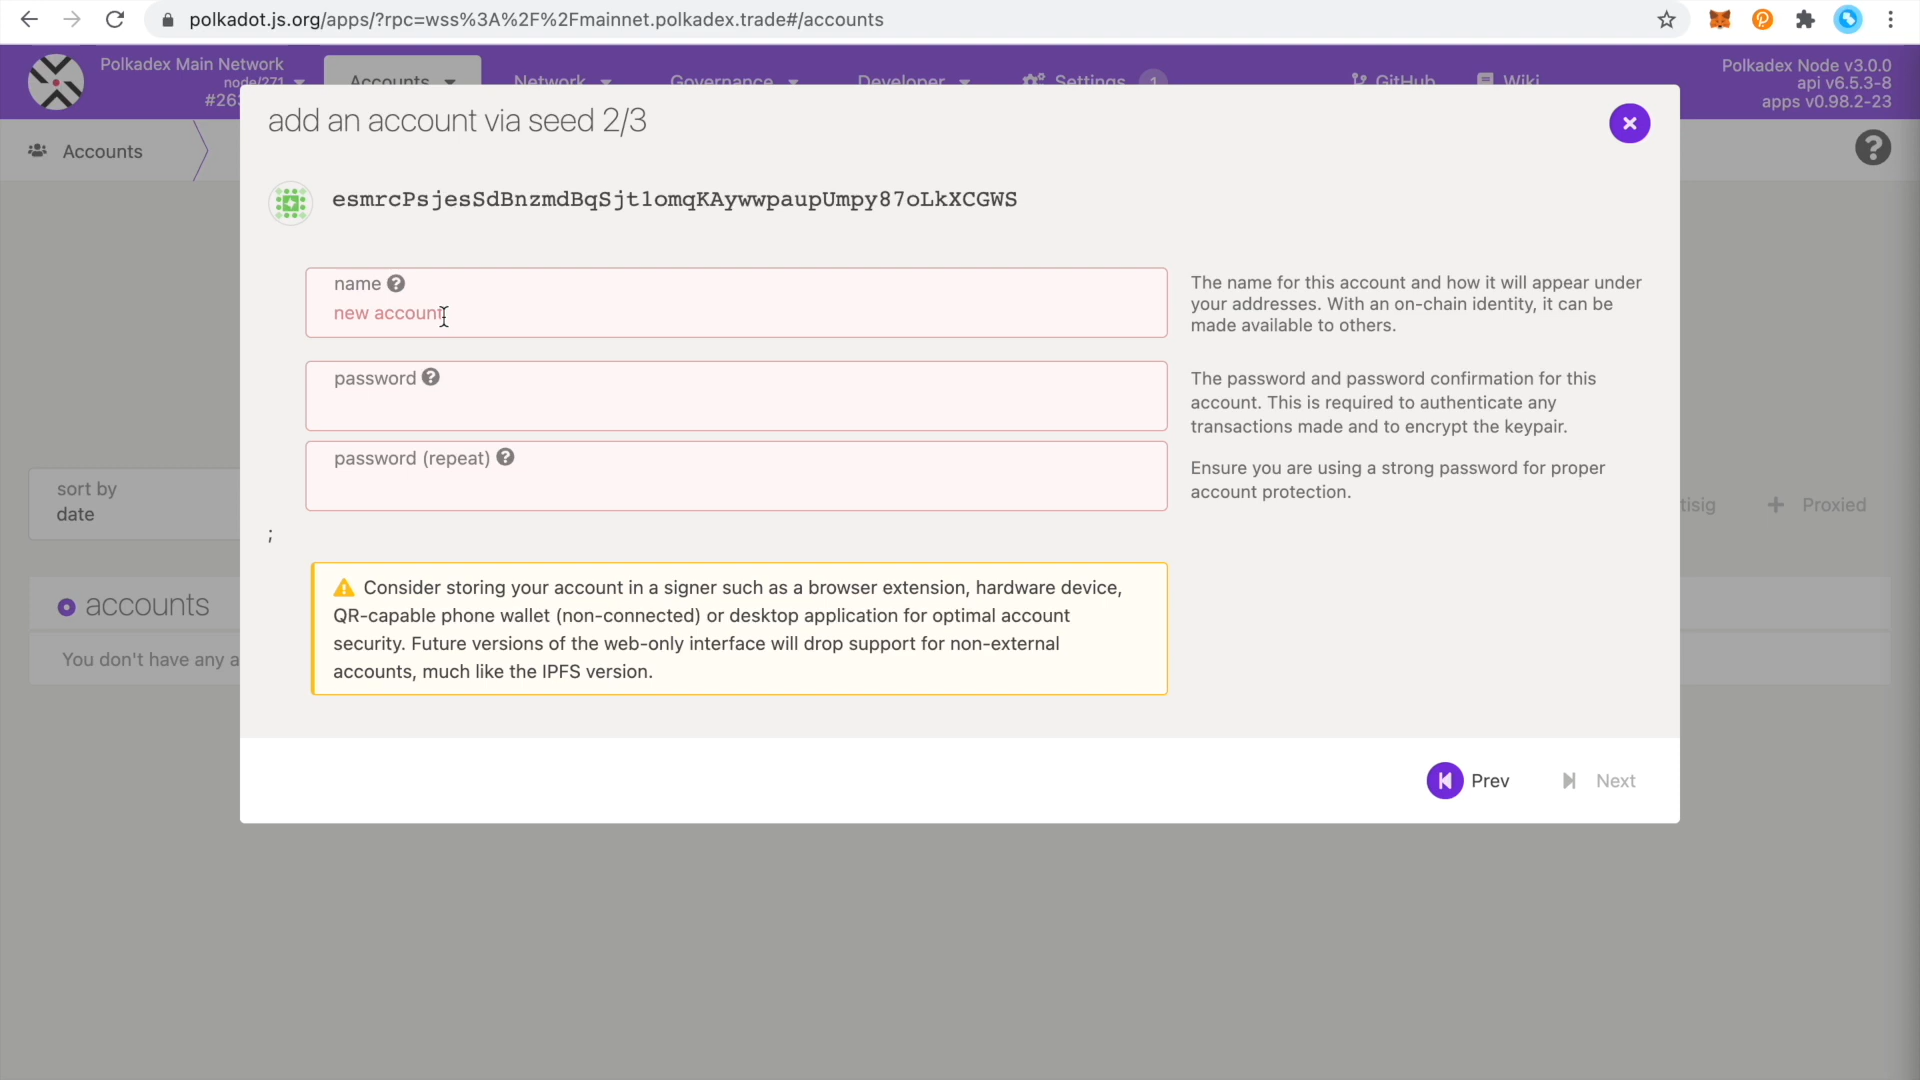 polkadot.js.org/apps/?rpc=wss%3A%2F%2Fmainnet.polkadex.trade#/accounts
Polkadex Main Network
node/271
#263
Accounts
Network
Governance
Developer
Settings
1
GitHub
Wiki
Polkadex Node v3.0.0
api v6.5.3-8
apps v0.98.2-23
Accounts
add an account via seed 2/3
esmrcPsjesSdBnzmdBqSjt1omqKAywwpaupUmpy87oLkXCGWS
name
new account
The name for this account and how it will appear under
your addresses. With an on-chain identity, it can be
made available to others.
password
The password and password confirmation for this
account. This is required to authenticate any
transactions made and to encrypt the keypair.
password (repeat)
Ensure you are using a strong password for proper
account protection.
;
sort by
date
tisig
+ Proxied
Consider storing your account in a signer such as a browser extension, hardware device,
QR-capable phone wallet (non-connected) or desktop application for optimal account
security. Future versions of the web-only interface will drop support for non-external
accounts, much like the IPFS version.
accounts
You don't have any a
Prev
Next